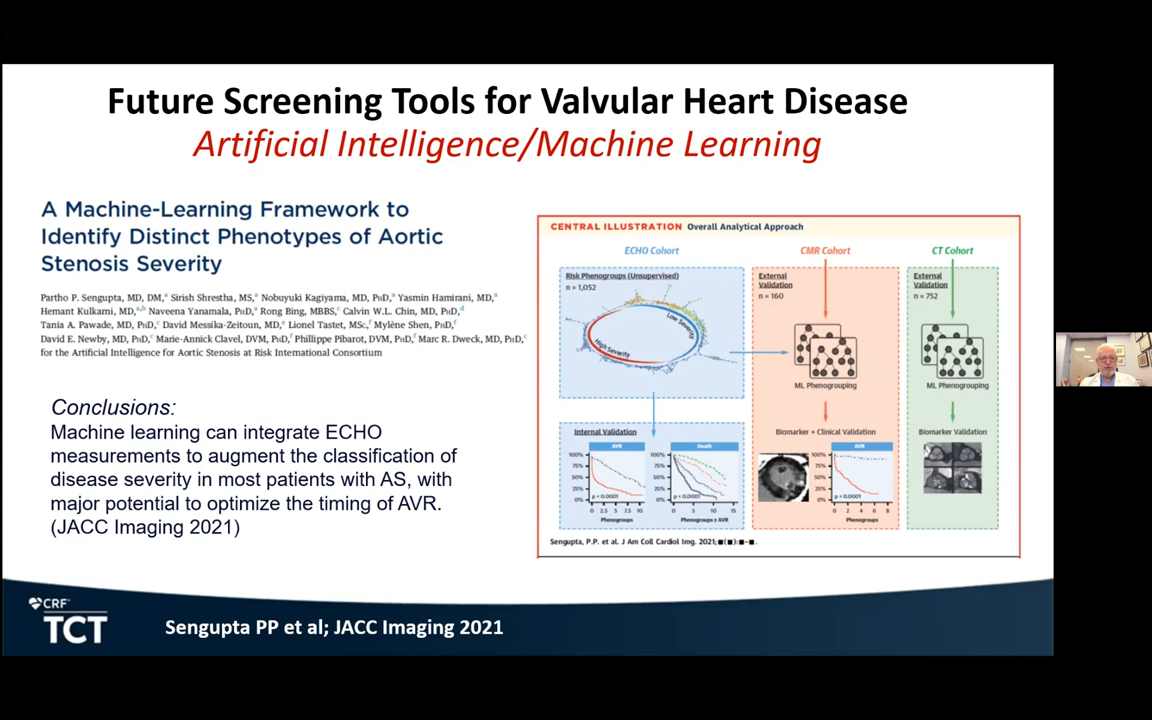 Future Screening Tools for Valvular Heart Disease
Artificial Intelligence/Machine Learning
A Machine-Learning Framework to
Identify Distinct Phenotypes of Aortic
Stenosis Severity
Partho P. Sengupta, MD, DM,a Sirish Shrestha, MS,a Nobuyuki Kagiyama, MD, PhD,a Yasmin Hamirani, MD,a
Hemant Kulkarni, MD,a,b Naveena Yanamala, PhD,a Rong Bing, MBBS,c Calvin W.L. Chin, MD, PhD,d
Tania A. Pawade, MD, PhD,c David Messika-Zeitoun, MD,e Lionel Tastet, MSc,f Mylène Shen, PhD,f
David E. Newby, MD, PhD,c Marie-Annick Clavel, DVM, PhD,f Phillippe Pibarot, DVM, PhD,f Marc R. Dweck, MD, PhD,c
for the Artificial Intelligence for Aortic Stenosis at Risk International Consortium
Conclusions:
Machine learning can integrate ECHO
measurements to augment the classification of
disease severity in most patients with AS, with
major potential to optimize the timing of AVR.
(JACC Imaging 2021)
CENTRAL ILLUSTRATION Overall Analytical Approach
ECHO Cohort
Risk Phenogroups (Unsupervised)
n = 1,052
Low Severity
High Severity
Internal Validation
AVR
100%
75%
50%
25%
0%
p < 0.0001
0 2.5 5 7.5 10
Phenogroups
Death
100%
75%
50%
25%
0%
p < 0.0001
0 5 10 15
Phenogroups ± AVR
CMR Cohort
External
Validation
n = 160
ML Phenogrouping
Biomarker + Clinical Validation
AVR
100%
75%
50%
25%
0%
p < 0.0001
0 2 4 6 8
Phenogroups
CT Cohort
External
Validation
n = 752
ML Phenogrouping
Biomarker Validation
Sengupta, P.P. et al. J Am Coll Cardiol Img. 2021;■(■):■-■.
CRF
TCT
Sengupta PP et al; JACC Imaging 2021